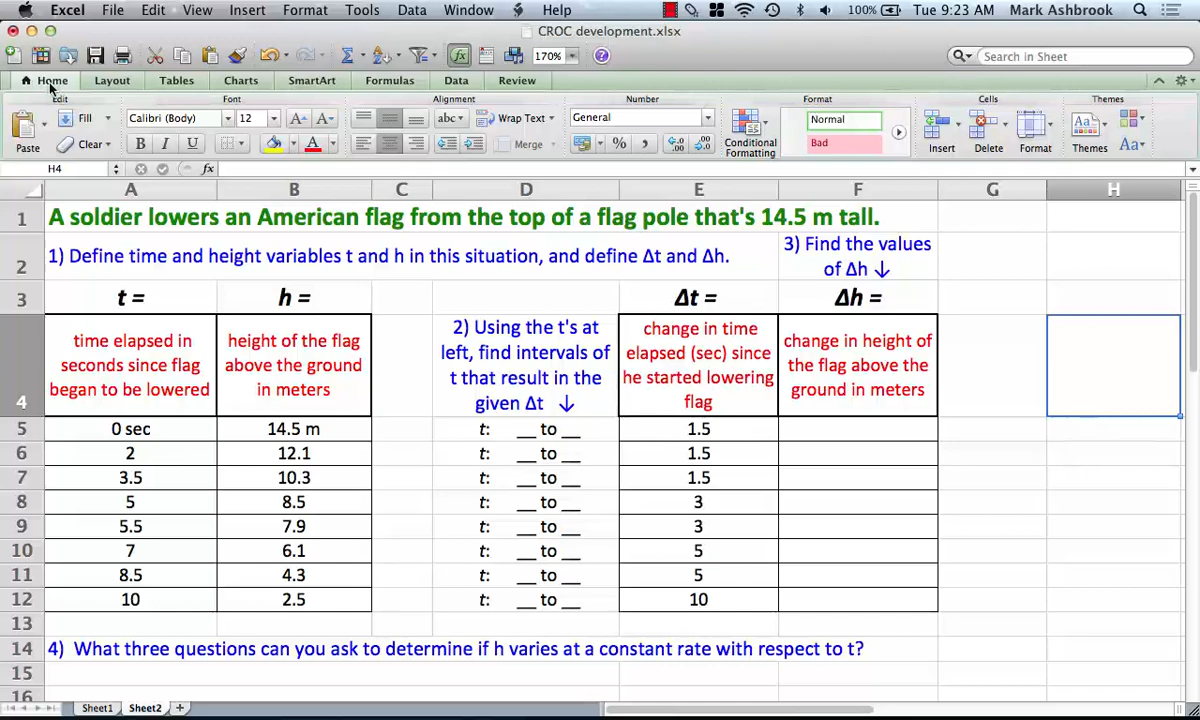 Excel File Edit View Insert Format Tools Data Window Help 100% Tue 9:23 AM Mark Ashbrook
CROC development.xlsx
170% Search in Sheet
Home Layout Tables Charts SmartArt Formulas Data Review
Edit Font Alignment Number Format Cells Themes
Fill Calibri (Body) 12 A A abc Wrap Text General Normal
Paste Clear B I U A Merge % Conditional Formatting Bad Insert Delete Format Themes Aa
H4 fx
A B C D E F G H
1 A soldier lowers an American flag from the top of a flag pole that's 14.5 m tall.
2 1) Define time and height variables t and h in this situation, and define Δt and Δh. 3) Find the values of Δh ↓
3 t = h = Δt = Δh =
4 time elapsed in seconds since flag began to be lowered height of the flag above the ground in meters 2) Using the t's at left, find intervals of t that result in the given Δt ↓ change in time elapsed (sec) since he started lowering flag change in height of the flag above the ground in meters
5 0 sec 14.5 m t: __ to __ 1.5
6 2 12.1 t: __ to __ 1.5
7 3.5 10.3 t: __ to __ 1.5
8 5 8.5 t: __ to __ 3
9 5.5 7.9 t: __ to __ 3
10 7 6.1 t: __ to __ 5
11 8.5 4.3 t: __ to __ 5
12 10 2.5 t: __ to __ 10
13
14 4) What three questions can you ask to determine if h varies at a constant rate with respect to t?
15
16
Sheet1 Sheet2 +